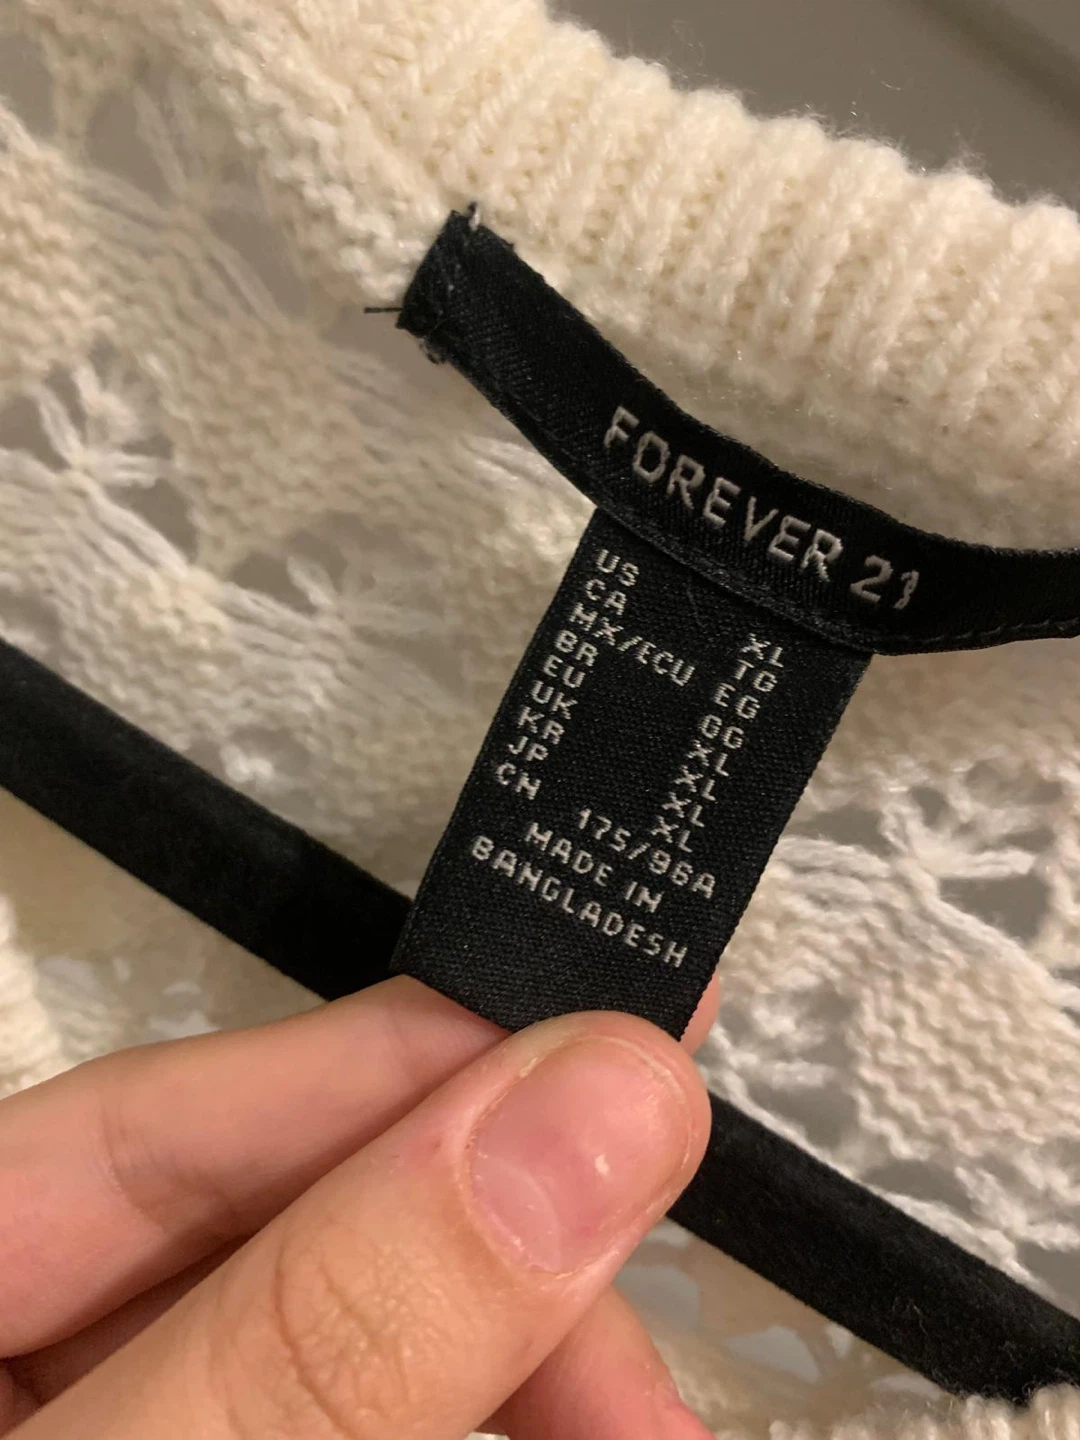 FOREVER 21
US XL
CA TG
MX/ECU EG
BR GG
EU XL
UK XL
KR XL
JP XL
CN 175/96A
MADE IN
BANGLADESH